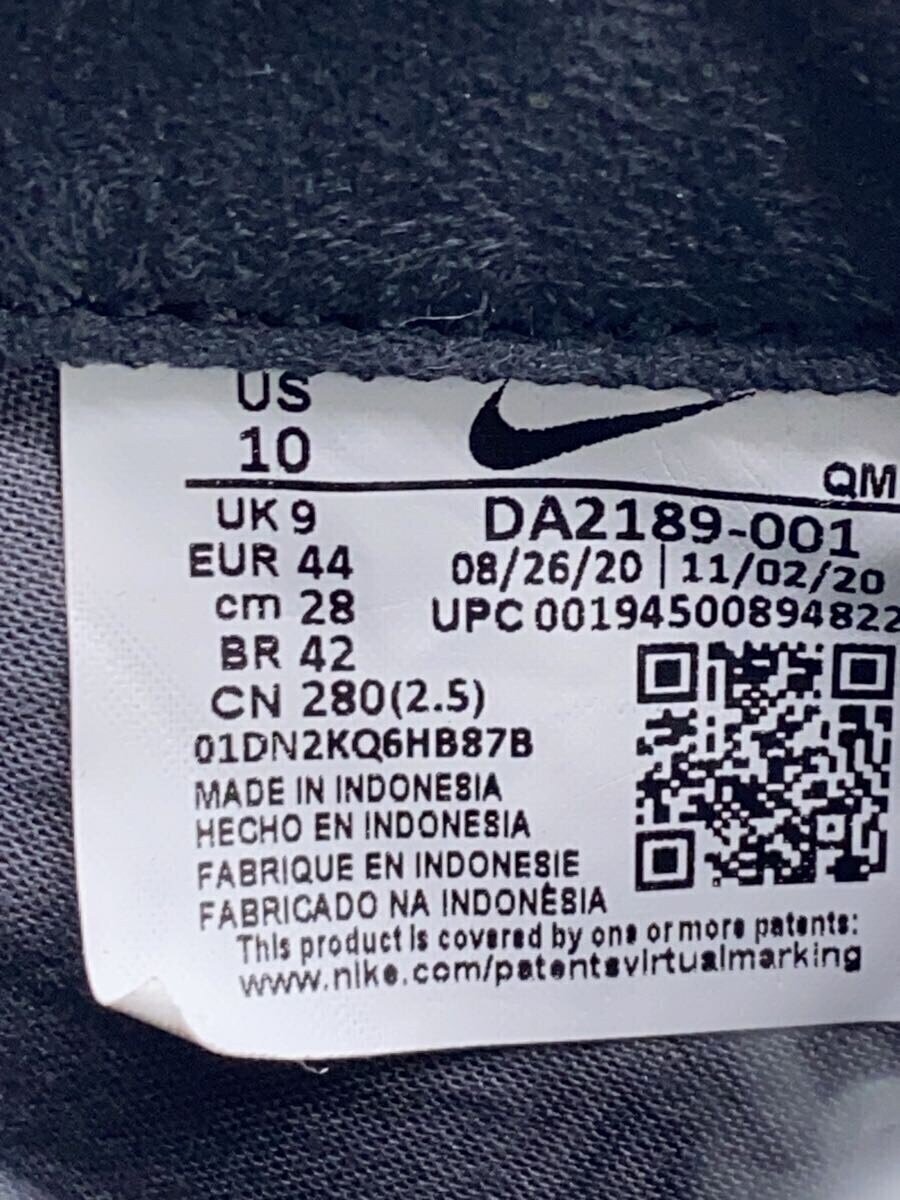 US
10
QM
UK 9
EUR 44
cm 28
BR 42
CN 280(2.5)
DA2189-001
08/26/20 | 11/02/20
UPC 00194500894822
01DN2KQ6HB87B
MADE IN INDONESIA
HECHO EN INDONESIA
FABRIQUE EN INDONESIE
FABRICADO NA INDONÉSIA
This product is covered by one or more patents:
www.nike.com/patentsvirtualmarking